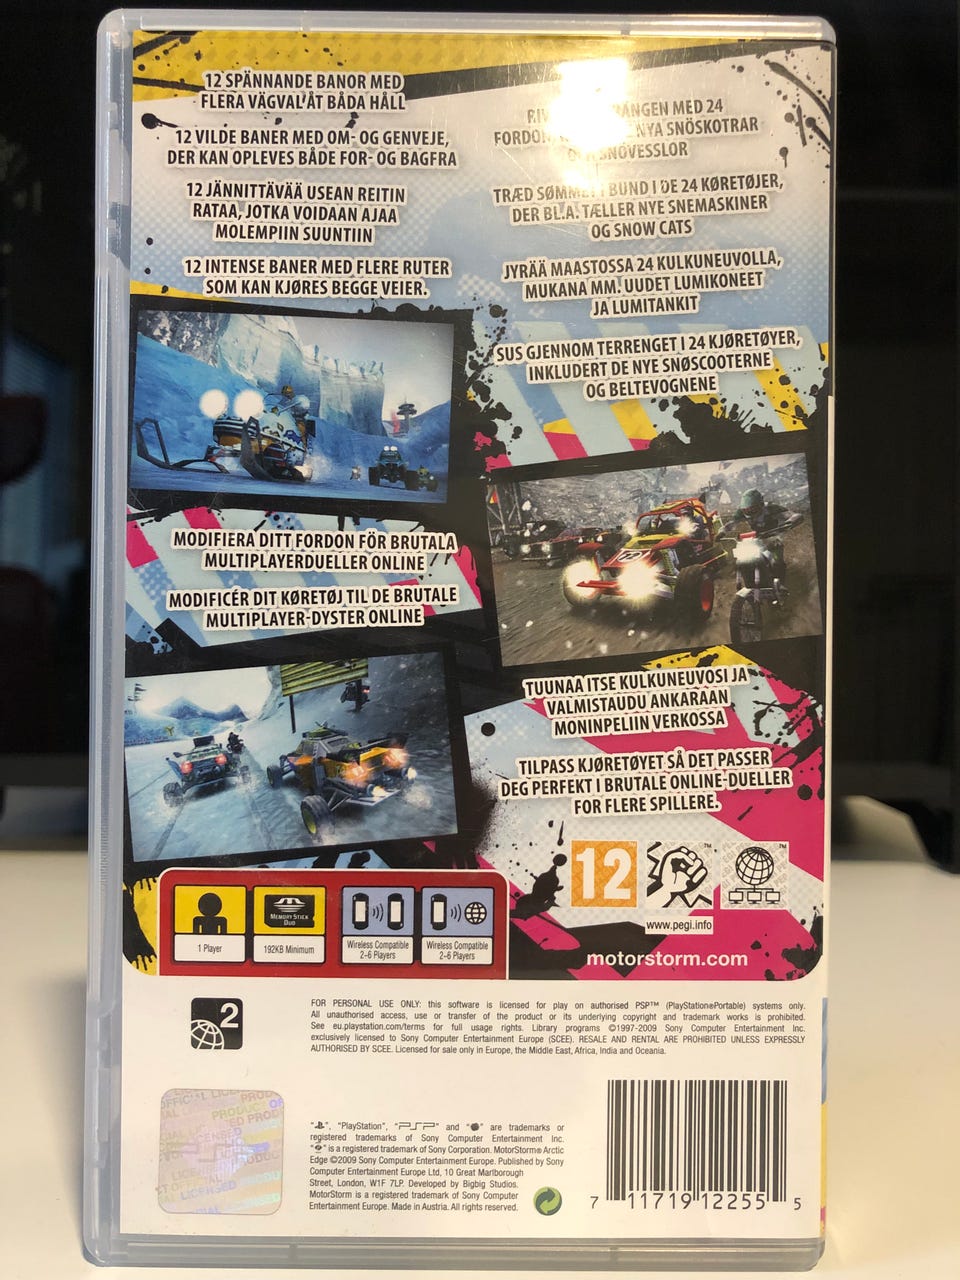 12 SPÄNNANDE BANOR MED
FLERA VÄGVAL ÅT BÅDA HÅLL
12 VILDE BANER MED OM- OG GENVEJE,
DER KAN OPLEVES BÅDE FOR- OG BAGFRA
12 JÄNNITTÄVÄÄ USEAN REITIN
RATAA, JOTKA VOIDAAN AJAA
MOLEMPIIN SUUNTIIN
12 INTENSE BANER MED FLERE RUTER
SOM KAN KJØRES BEGGE VEIER.
MED 24
FORDON, NYA SNÖSKOTRAR
SNÖVESSLOR
TRÆD SØMMET I BUND I DE 24 KØRETØJER,
DER BL.A. TÆLLER NYE SNEMASKINER
OG SNOW CATS
JYRÄÄ MAASTOSSA 24 KULKUNEUVOLLA,
MUKANA MM. UUDET LUMIKONEET
JA LUMITANKIT
SUS GJENNOM TERRENGET I 24 KJØRETØYER,
INKLUDERT DE NYE SNØSCOOTERNE
OG BELTEVOGNENE
MODIFIERA DITT FORDON FÖR BRUTALA
MULTIPLAYERDUELLER ONLINE
MODIFICÉR DIT KØRETØJ TIL DE BRUTALE
MULTIPLAYER-DYSTER ONLINE
TUUNAA ITSE KULKUNEUVOSI JA
VALMISTAUDU ANKARAAN
MONINPELIIN VERKOSSA
TILPASS KJØRETØYET SÅ DET PASSER
DEG PERFEKT I BRUTALE ONLINE-DUELLER
FOR FLERE SPILLERE.
12
www.pegi.info
motorstorm.com
MEMORY STICK
DUO
1 Player
192KB Minimum
Wireless Compatible
2-6 Players
Wireless Compatible
2-6 Players
2
FOR PERSONAL USE ONLY: this software is licensed for play on authorised PSP™ (PlayStation®Portable) systems only.
All unauthorised access, use or transfer of the product or its underlying copyright and trademark works is prohibited.
See eu.playstation.com/terms for full usage rights. Library programs ©1997-2009 Sony Computer Entertainment Inc.
exclusively licensed to Sony Computer Entertainment Europe (SCEE). RESALE AND RENTAL ARE PROHIBITED UNLESS EXPRESSLY
AUTHORISED BY SCEE. Licensed for sale only in Europe, the Middle East, Africa, India and Oceania.
"PlayStation", "PSP" and are trademarks or
registered trademarks of Sony Computer Entertainment Inc.
is a registered trademark of Sony Corporation. MotorStorm® Arctic
Edge ©2009 Sony Computer Entertainment Europe. Published by Sony
Computer Entertainment Europe Ltd, 10 Great Marlborough
Street, London, W1F 7LP. Developed by Bigbig Studios.
MotorStorm is a registered trademark of Sony Computer
Entertainment Europe. Made in Austria. All rights reserved.
7 11719 12255 5